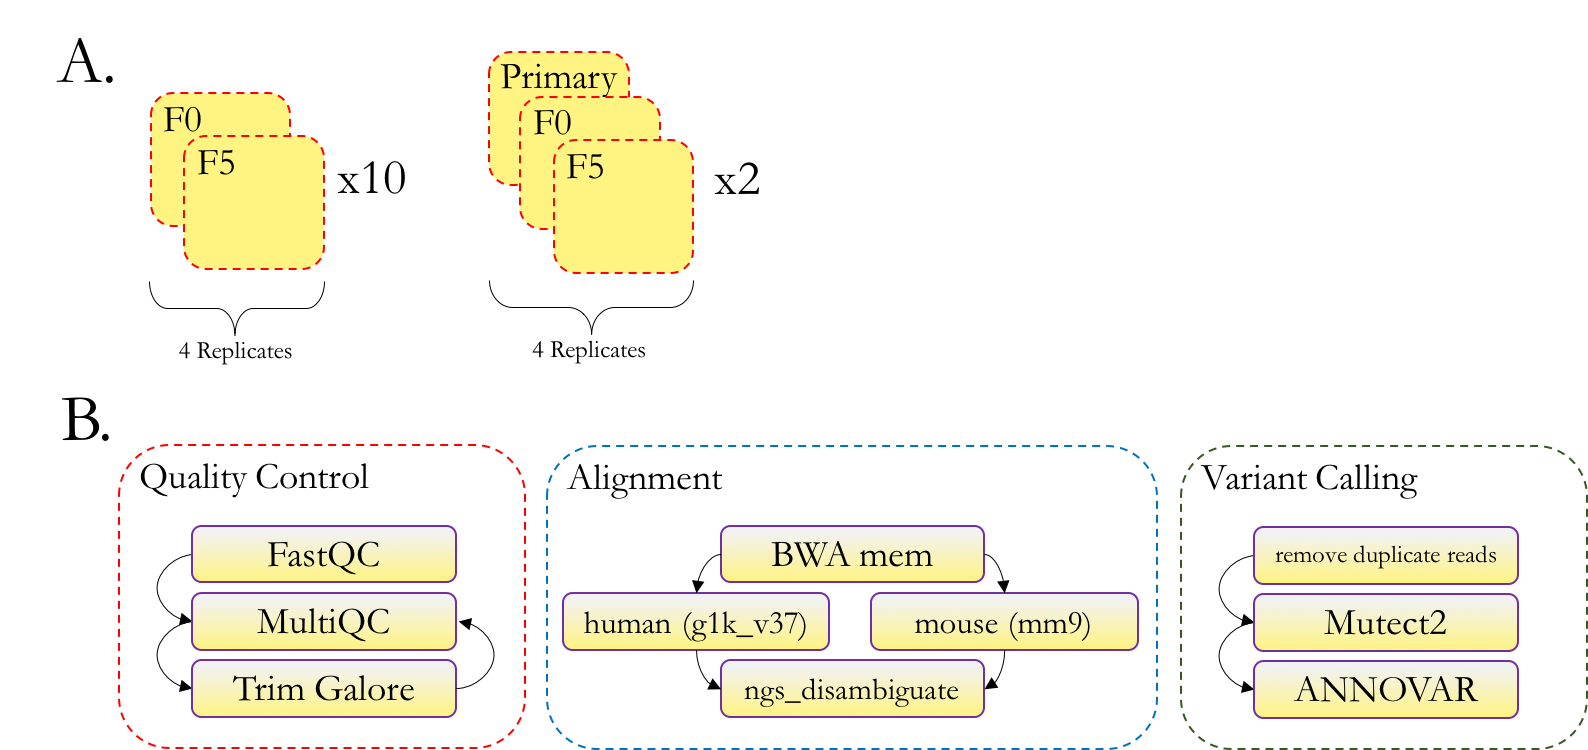 A.
F0
F5
x10
4 Replicates
Primary
F0
F5
x2
4 Replicates
B.
Quality Control
FastQC
MultiQC
Trim Galore
Alignment
BWA mem
human (g1k_v37)
mouse (mm9)
ngs_disambiguate
Variant Calling
remove duplicate reads
Mutect2
ANNOVAR